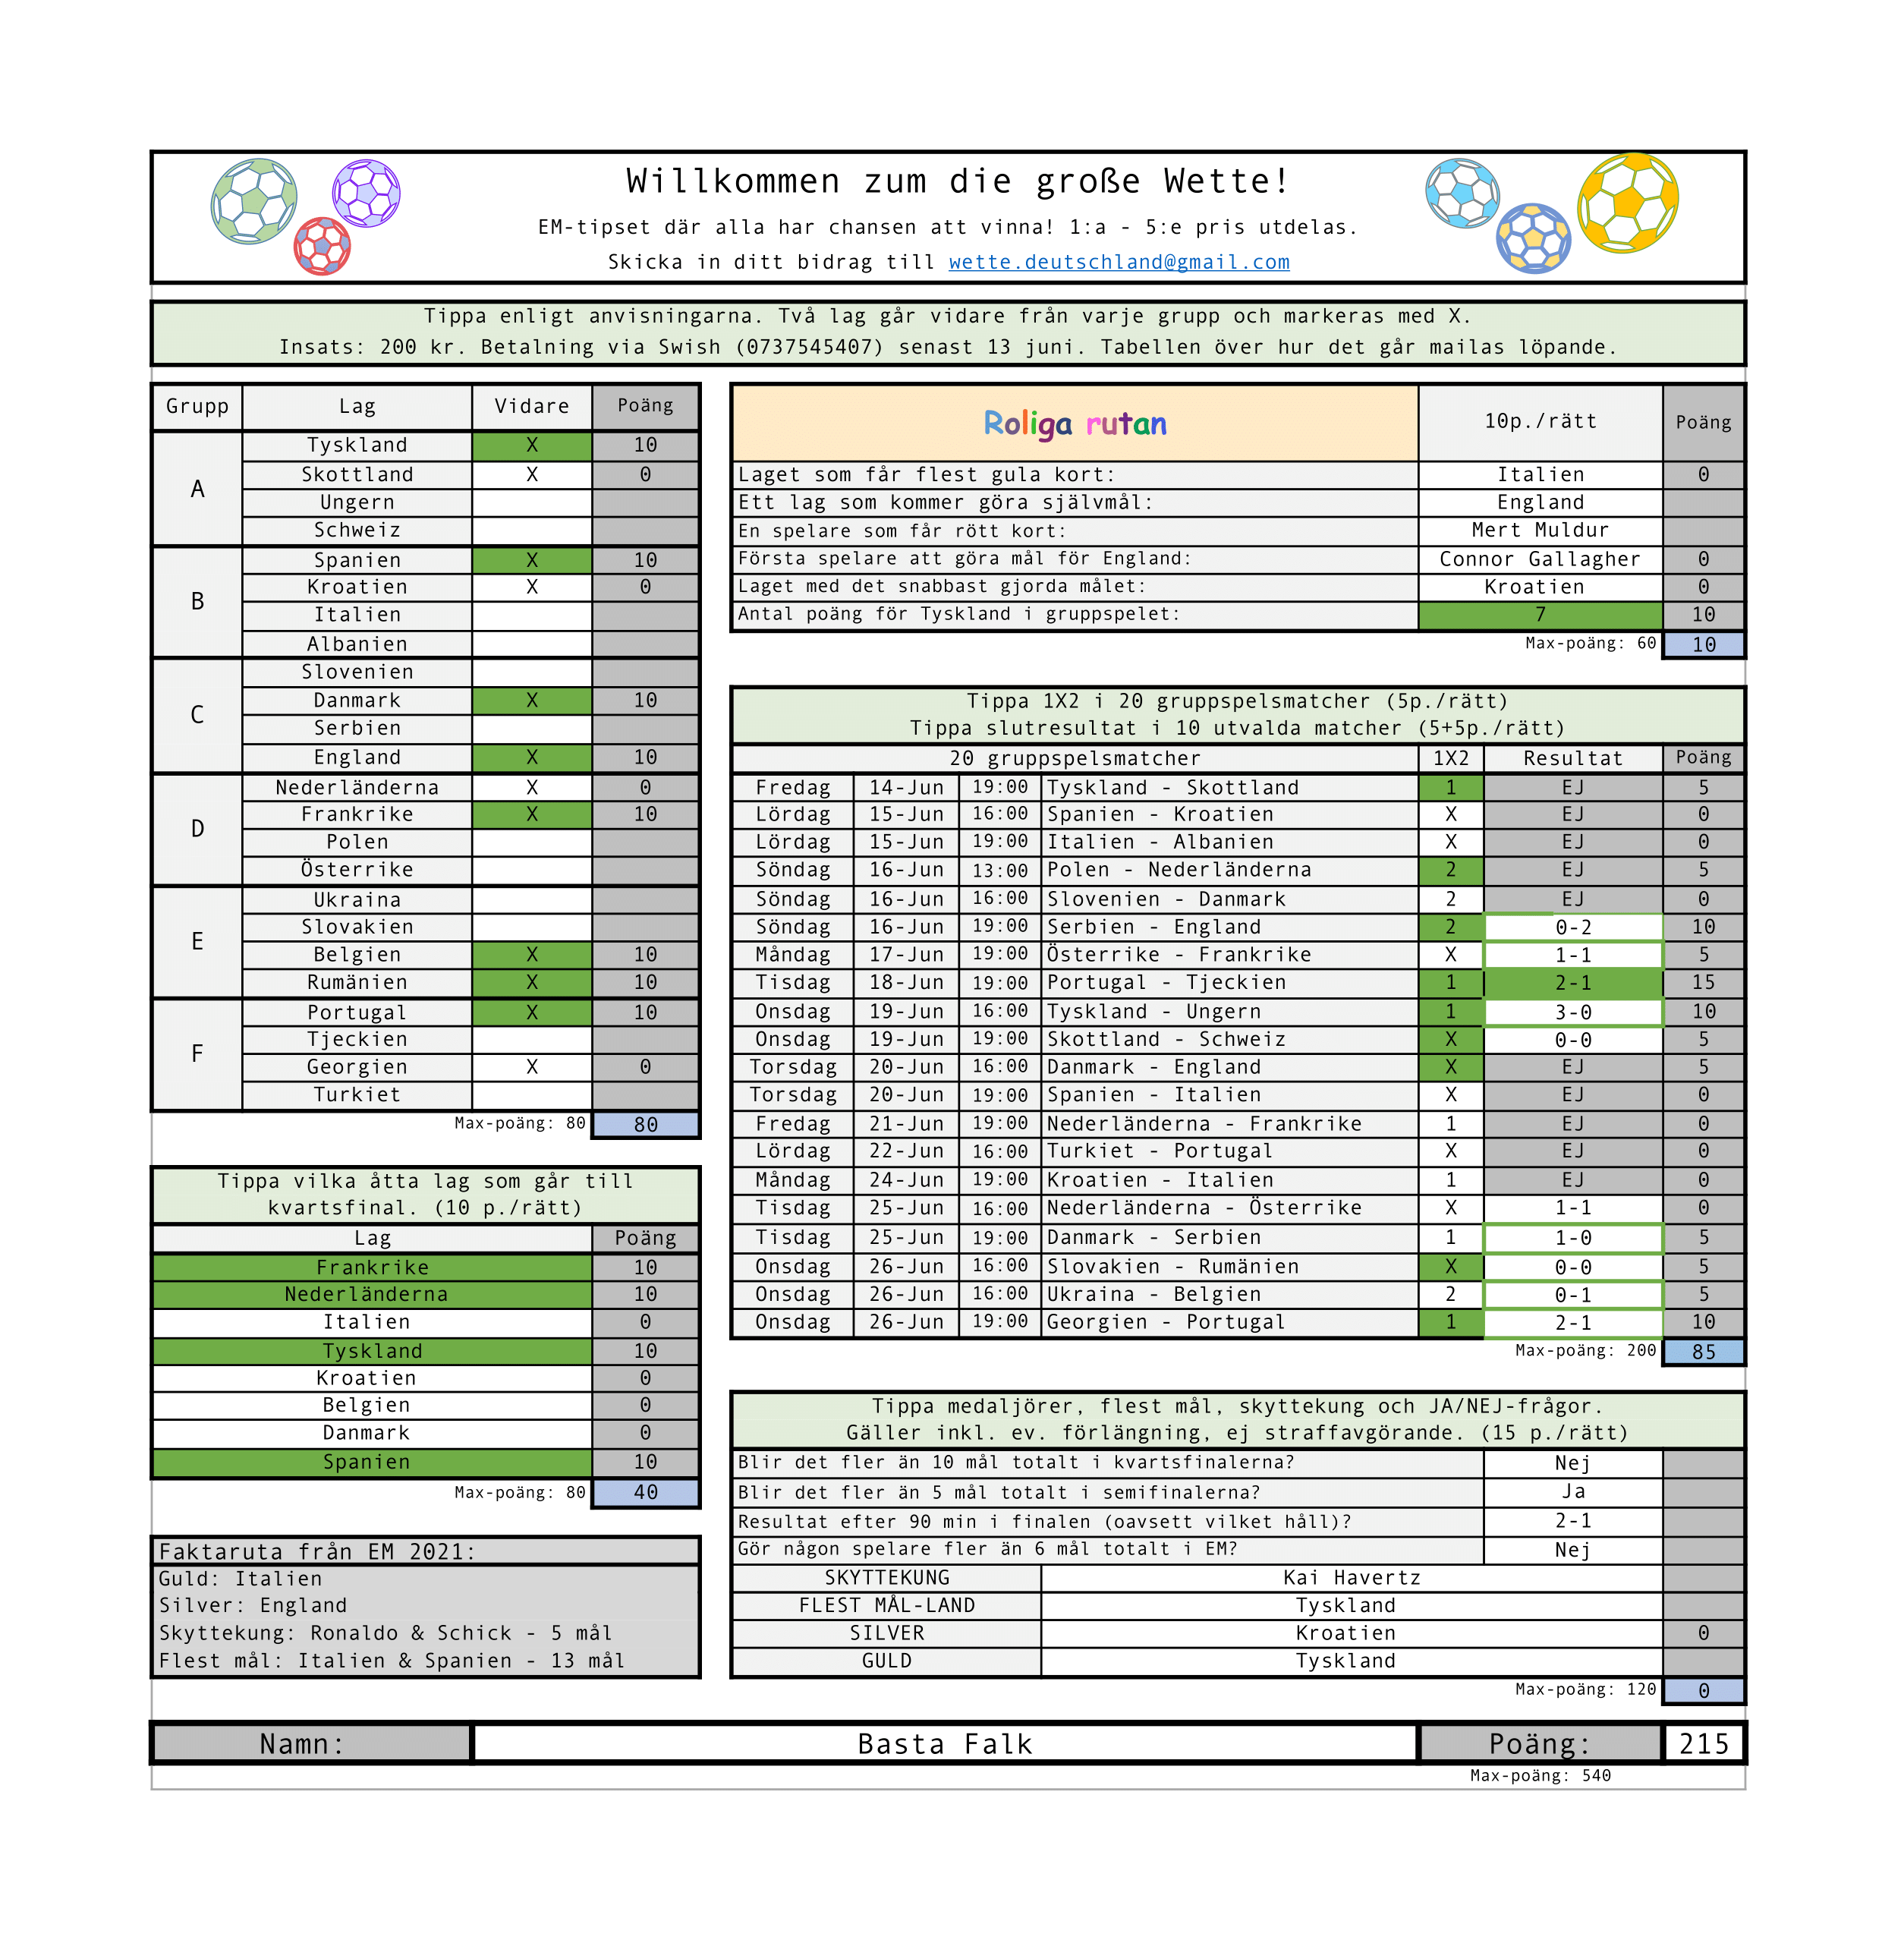 Willkommen zum die große Wette!
EM-tipset där alla har chansen att vinna! 1:a - 5:e pris utdelas.
Skicka in ditt bidrag till wette.deutschland@gmail.com
Tippa enligt anvisningarna. Två lag går vidare från varje grupp och markeras med X.
Insats: 200 kr. Betalning via Swish (0737545407) senast 13 juni. Tabellen över hur det går mailas löpande.
Grupp Lag Vidare Poäng
A
Tyskland X 10
Skottland X 0
Ungern
Schweiz
B
Spanien X 10
Kroatien X 0
Italien
Albanien
C
Slovenien
Danmark X 10
Serbien
England X 10
D
Nederländerna X 0
Frankrike X 10
Polen
Österrike
E
Ukraina
Slovakien
Belgien X 10
Rumänien X 10
F
Portugal X 10
Tjeckien
Georgien X 0
Turkiet
Max-poäng: 80 80
Tippa vilka åtta lag som går till
kvartsfinal. (10 p./rätt)
Lag Poäng
Frankrike 10
Nederländerna 10
Italien 0
Tyskland 10
Kroatien 0
Belgien 0
Danmark 0
Spanien 10
Max-poäng: 80 40
Faktaruta från EM 2021:
Guld: Italien
Silver: England
Skyttekung: Ronaldo & Schick - 5 mål
Flest mål: Italien & Spanien - 13 mål
Roliga rutan 10p./rätt Poäng
Laget som får flest gula kort: Italien 0
Ett lag som kommer göra självmål: England
En spelare som får rött kort: Mert Muldur
Första spelare att göra mål för England: Connor Gallagher 0
Laget med det snabbast gjorda målet: Kroatien 0
Antal poäng för Tyskland i gruppspelet: 7 10
Max-poäng: 60 10
Tippa 1X2 i 20 gruppspelsmatcher (5p./rätt)
Tippa slutresultat i 10 utvalda matcher (5+5p./rätt)
20 gruppspelsmatcher 1X2 Resultat Poäng
Fredag 14-Jun 19:00 Tyskland - Skottland 1 EJ 5
Lördag 15-Jun 16:00 Spanien - Kroatien X EJ 0
Lördag 15-Jun 19:00 Italien - Albanien X EJ 0
Söndag 16-Jun 13:00 Polen - Nederländerna 2 EJ 5
Söndag 16-Jun 16:00 Slovenien - Danmark 2 EJ 0
Söndag 16-Jun 19:00 Serbien - England 2 0-2 10
Måndag 17-Jun 19:00 Österrike - Frankrike X 1-1 5
Tisdag 18-Jun 19:00 Portugal - Tjeckien 1 2-1 15
Onsdag 19-Jun 16:00 Tyskland - Ungern 1 3-0 10
Onsdag 19-Jun 19:00 Skottland - Schweiz X 0-0 5
Torsdag 20-Jun 16:00 Danmark - England X EJ 5
Torsdag 20-Jun 19:00 Spanien - Italien X EJ 0
Fredag 21-Jun 19:00 Nederländerna - Frankrike 1 EJ 0
Lördag 22-Jun 16:00 Turkiet - Portugal X EJ 0
Måndag 24-Jun 19:00 Kroatien - Italien 1 EJ 0
Tisdag 25-Jun 16:00 Nederländerna - Österrike X 1-1 0
Tisdag 25-Jun 19:00 Danmark - Serbien 1 1-0 5
Onsdag 26-Jun 16:00 Slovakien - Rumänien X 0-0 5
Onsdag 26-Jun 16:00 Ukraina - Belgien 2 0-1 5
Onsdag 26-Jun 19:00 Georgien - Portugal 1 2-1 10
Max-poäng: 200 85
Tippa medaljörer, flest mål, skyttekung och JA/NEJ-frågor.
Gäller inkl. ev. förlängning, ej straffavgörande. (15 p./rätt)
Blir det fler än 10 mål totalt i kvartsfinalerna? Nej
Blir det fler än 5 mål totalt i semifinalerna? Ja
Resultat efter 90 min i finalen (oavsett vilket håll)? 2-1
Gör någon spelare fler än 6 mål totalt i EM? Nej
SKYTTEKUNG Kai Havertz
FLEST MÅL-LAND Tyskland
SILVER Kroatien 0
GULD Tyskland
Max-poäng: 120 0
Namn: Basta Falk Poäng: 215
Max-poäng: 540